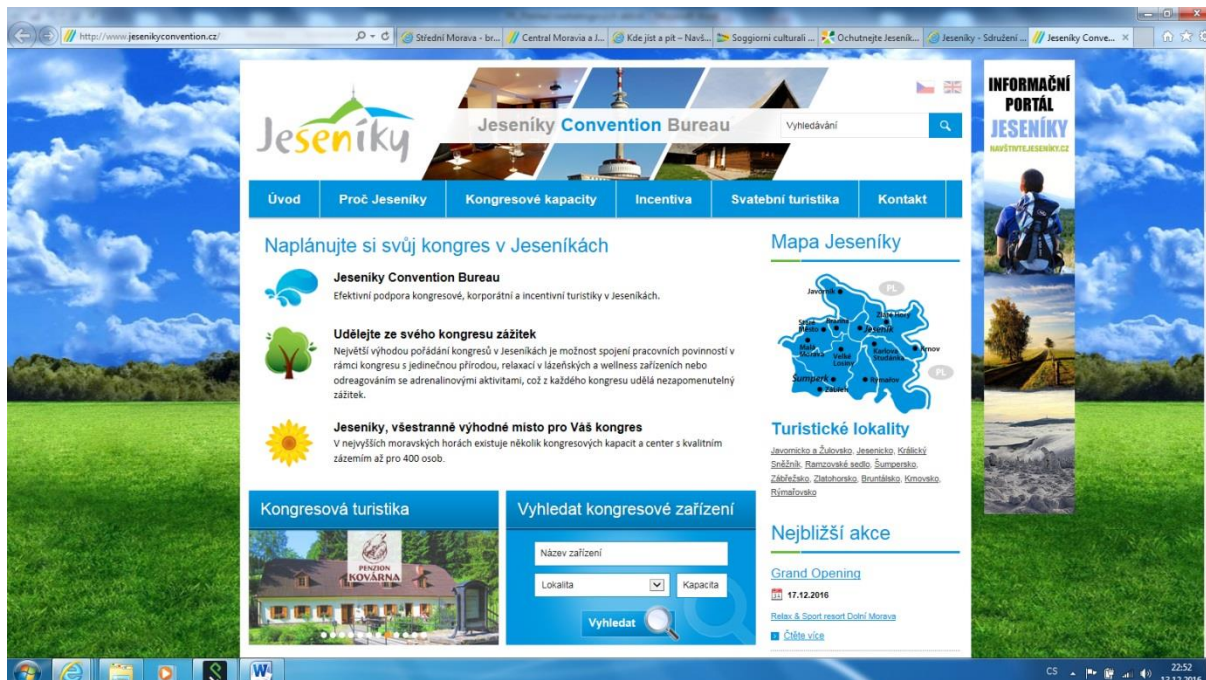 http://www.jesenikyconvention.cz/
Střední Morava - br...
Central Moravia a J...
Kde jíst a pít – Navš...
Soggiorni culturali ...
Ochutnejte Jeseník...
Jeseníky - Sdružení ...
Jeseníky Conve...
Jeseníky
Jeseníky Convention Bureau
Vyhledávání
Úvod
Proč Jeseníky
Kongresové kapacity
Incentiva
Svatební turistika
Kontakt
Naplánujte si svůj kongres v Jeseníkách
Jeseníky Convention Bureau
Efektivní podpora kongresové, korporátní a incentivní turistiky v Jeseníkách.
Udělejte ze svého kongresu zážitek
Největší výhodou pořádání kongresů v Jeseníkách je možnost spojení pracovních povinností v
rámci kongresu s jedinečnou přírodou, relaxací v lázeňských a wellness zařízeních nebo
odreagováním se adrenalinovými aktivitami, což z každého kongresu udělá nezapomenutelný
zážitek.
Jeseníky, všestranně výhodné místo pro Váš kongres
V nejvyšších moravských horách existuje několik kongresových kapacit a center s kvalitním
zázemím až pro 400 osob.
Kongresová turistika
PENZION
KOVÁRNA
Vyhledat kongresové zařízení
Název zařízení
Lokalita
Kapacita
Vyhledat
Mapa Jeseníky
Javorník
PL
Zlaté Hory
Staré
Město
Branná
Jeseník
Malá
Morava
Velké
Losiny
Karlova
Studánka
Krnov
PL
Šumperk
Rýmařov
Zábřeh
Turistické lokality
Javornicko a Žulovsko, Jesenicko, Králický
Sněžník, Ramzovské sedlo, Šumpersko,
Zábřežsko, Zlatohorsko, Bruntálsko, Krnovsko,
Rýmařovsko
Nejbližší akce
Grand Opening
17.12.2016
Relax & Sport resort Dolní Morava
Čtěte více
INFORMAČNÍ
PORTÁL
JESENÍKY
NAVŠTIVTEJESENIKY.CZ
CS
22:52
13.12.2016